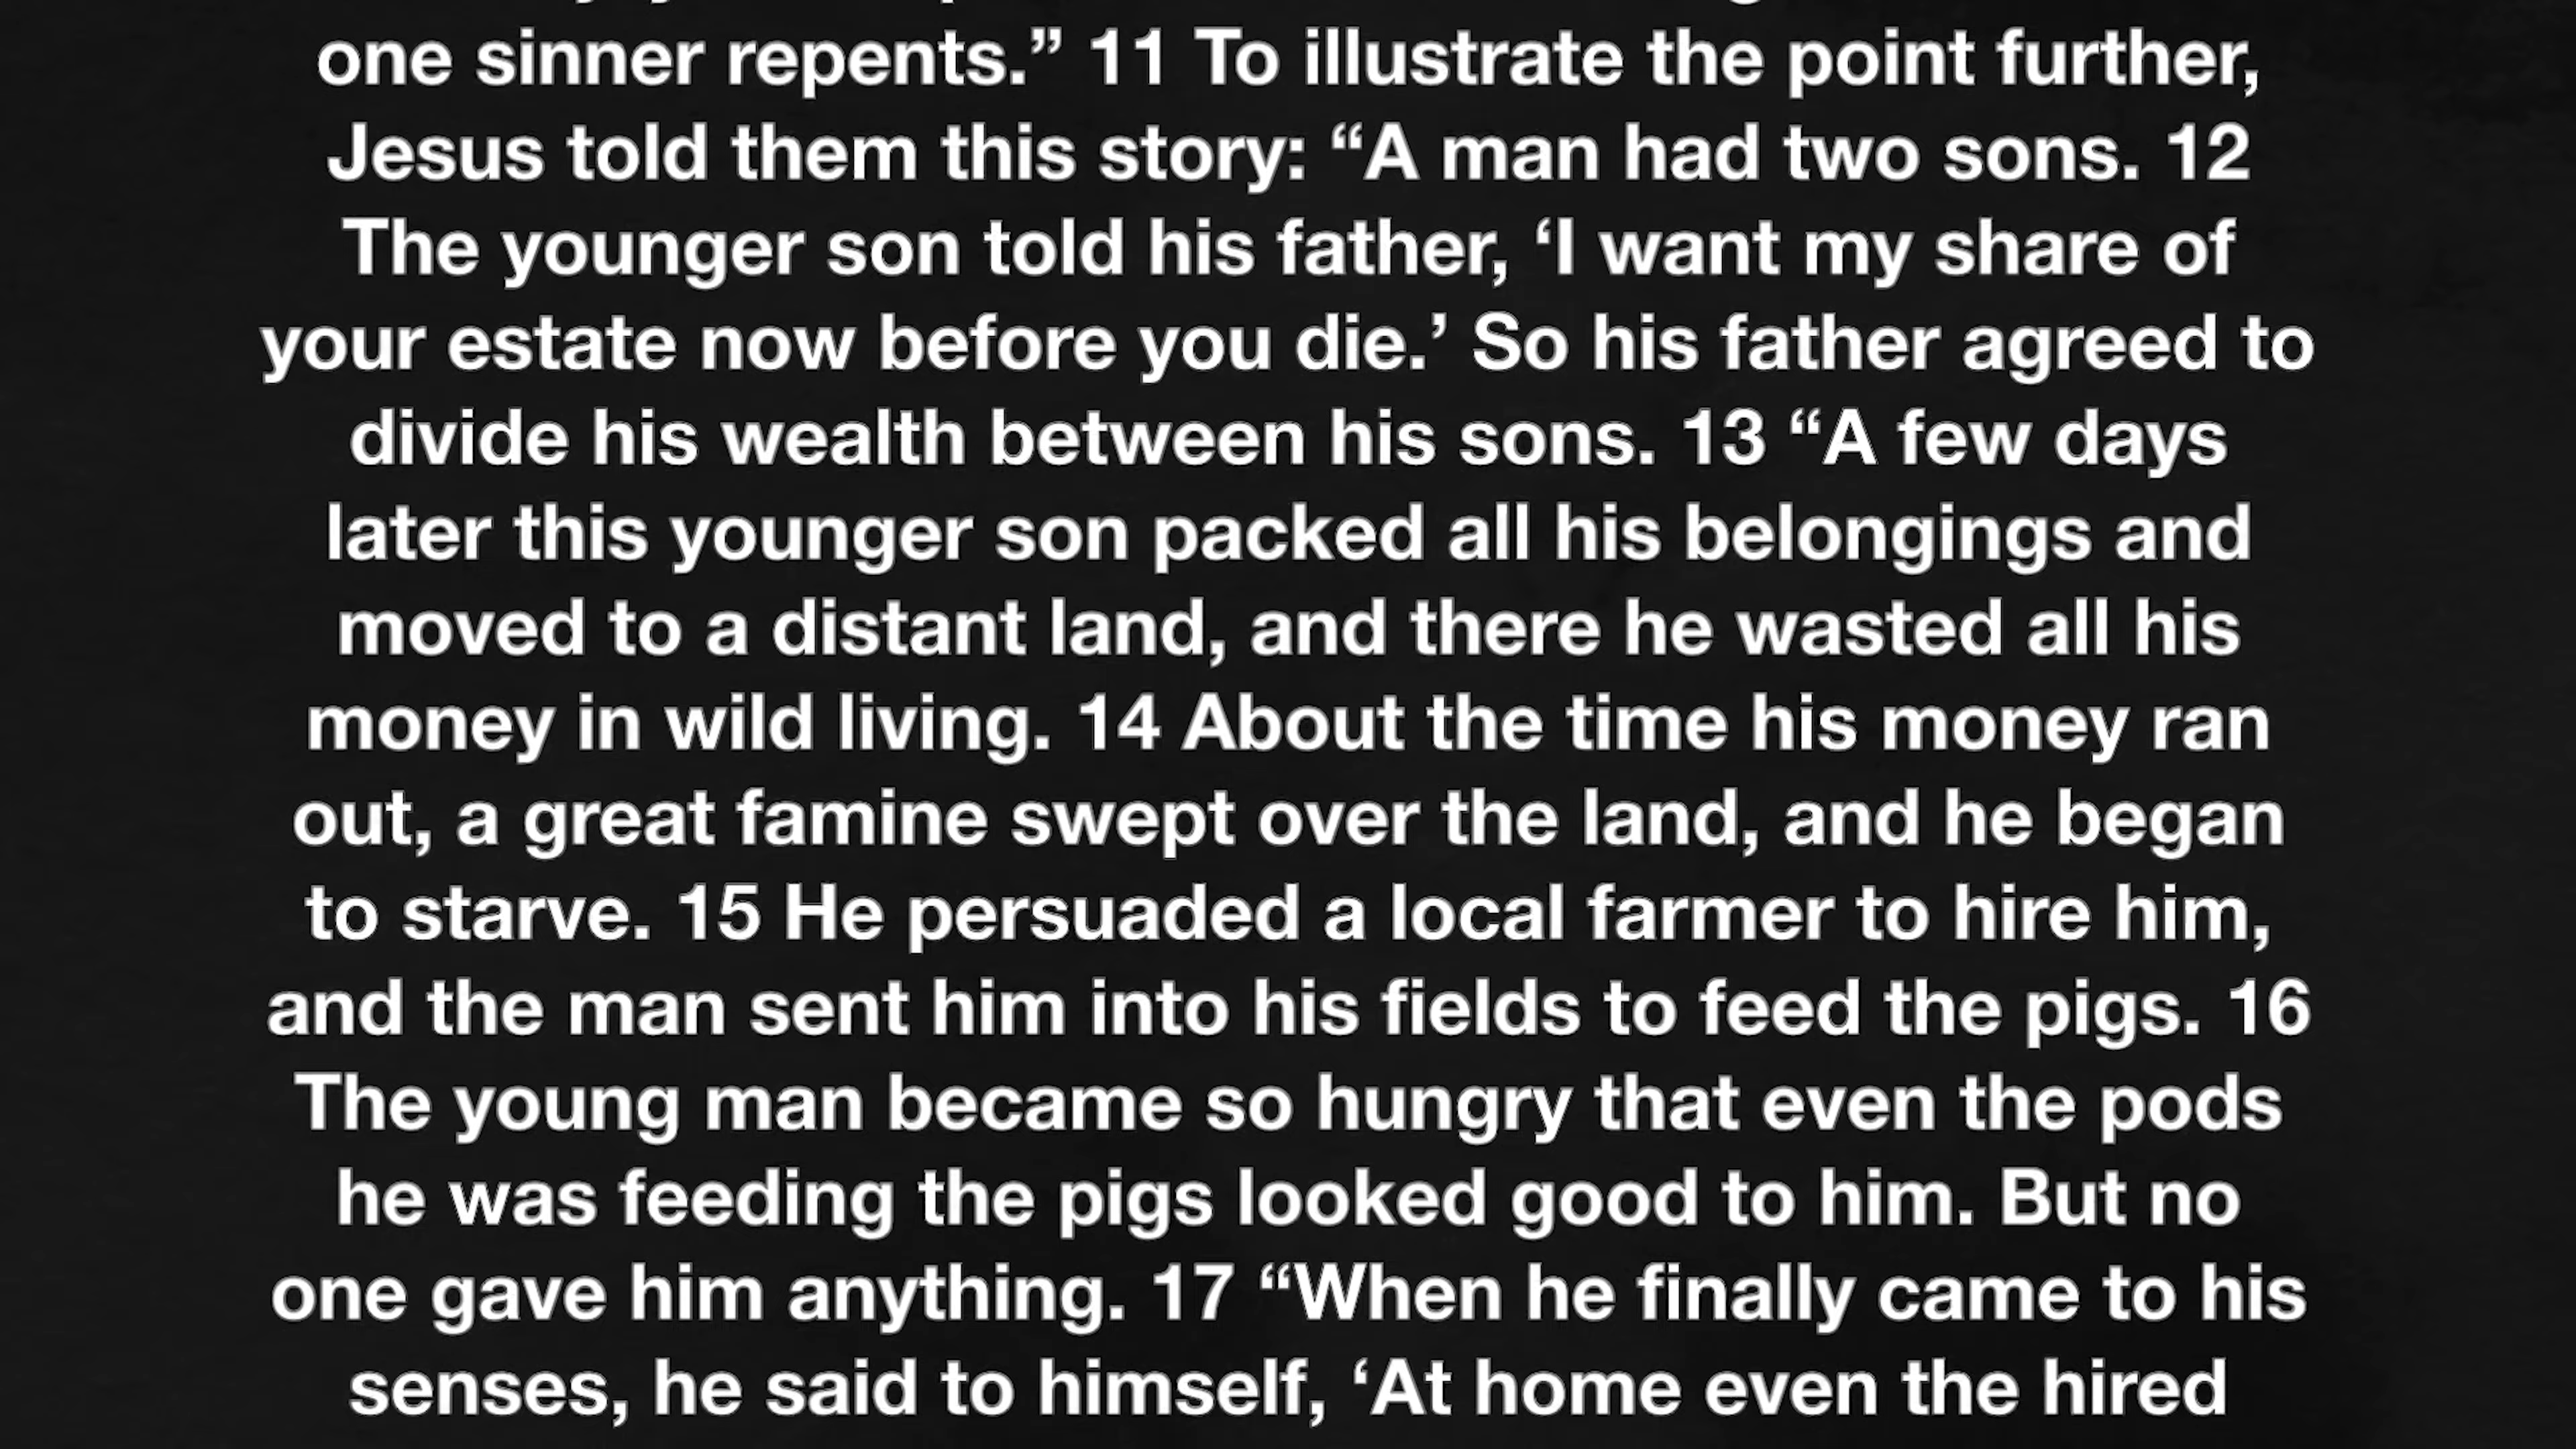 one sinner repents.” 11 To illustrate the point further,
Jesus told them this story: “A man had two sons. 12
The younger son told his father, ‘I want my share of
your estate now before you die.’ So his father agreed to
divide his wealth between his sons. 13 “A few days
later this younger son packed all his belongings and
moved to a distant land, and there he wasted all his
money in wild living. 14 About the time his money ran
out, a great famine swept over the land, and he began
to starve. 15 He persuaded a local farmer to hire him,
and the man sent him into his fields to feed the pigs. 16
The young man became so hungry that even the pods
he was feeding the pigs looked good to him. But no
one gave him anything. 17 “When he finally came to his
senses, he said to himself, ‘At home even the hired